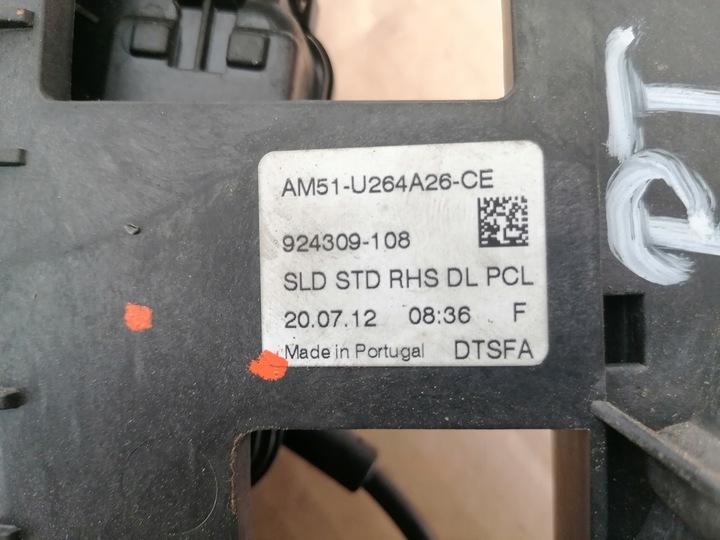 AM51-U264A26-CE
924309-108
SLD STD RHS DL PCL
20.07.12 08:36 F
Made in Portugal DTSFA